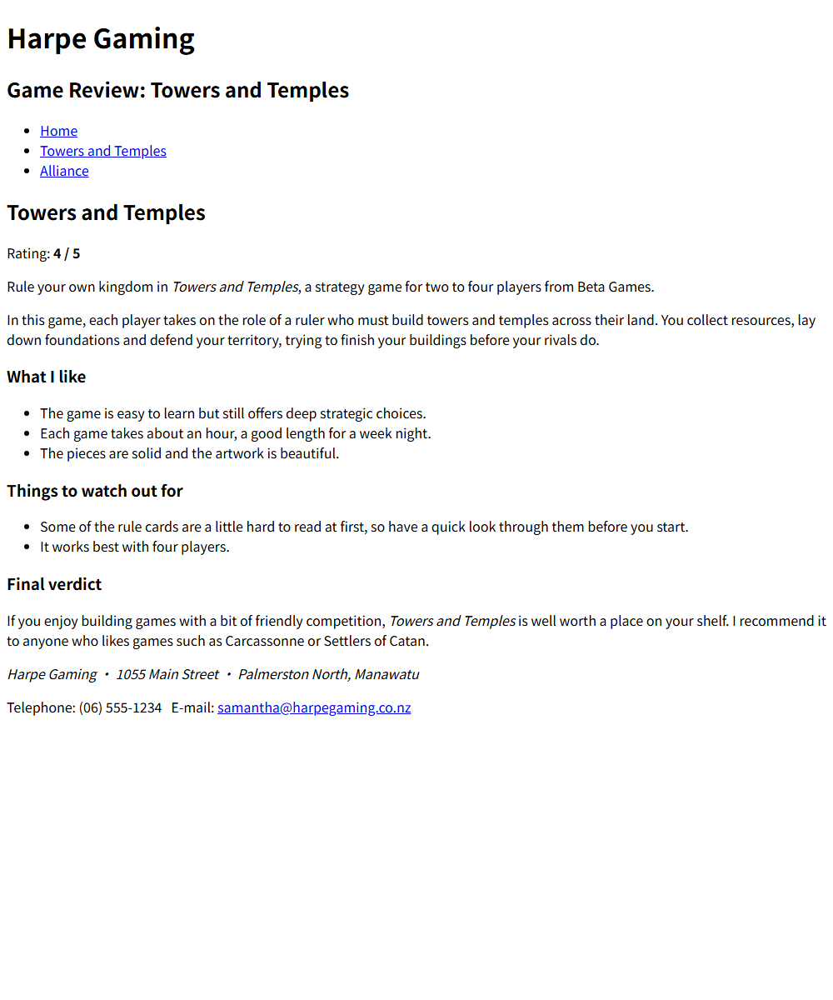 Harpe Gaming
Game Review: Towers and Temples
Home
Towers and Temples
Alliance
Towers and Temples
Rating: 4 / 5
Rule your own kingdom in Towers and Temples, a strategy game for two to four players from Beta Games.
In this game, each player takes on the role of a ruler who must build towers and temples across their land. You collect resources, lay
down foundations and defend your territory, trying to finish your buildings before your rivals do.
What I like
The game is easy to learn but still offers deep strategic choices.
Each game takes about an hour, a good length for a week night.
The pieces are solid and the artwork is beautiful.
Things to watch out for
Some of the rule cards are a little hard to read at first, so have a quick look through them before you start.
It works best with four players.
Final verdict
If you enjoy building games with a bit of friendly competition, Towers and Temples is well worth a place on your shelf. I recommend it
to anyone who likes games such as Carcassonne or Settlers of Catan.
Harpe Gaming • 1055 Main Street • Palmerston North, Manawatu
Telephone: (06) 555-1234 E-mail: samantha@harpegaming.co.nz